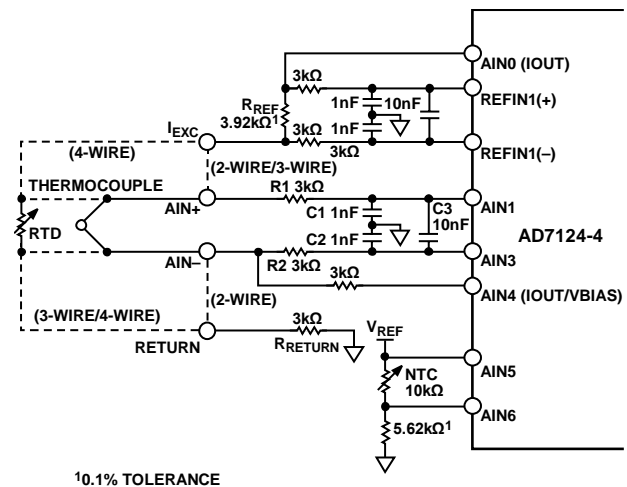 AIN0 (IOUT)
3kΩ
1nF
10nF
REFIN1(+)
RREF
3.92kΩ1
IEXC
1nF
3kΩ
3kΩ
REFIN1(–)
(4-WIRE)
(2-WIRE/3-WIRE)
THERMOCOUPLE
R1 3kΩ
AIN+
C1 1nF
C3
10nF
AIN1
RTD
AD7124-4
C2 1nF
AIN–
R2 3kΩ
AIN3
3kΩ
AIN4 (IOUT/VBIAS)
(2-WIRE)
(3-WIRE/4-WIRE)
3kΩ
RETURN
RRETURN
VREF
NTC
10kΩ
AIN5
AIN6
5.62kΩ1
10.1% TOLERANCE